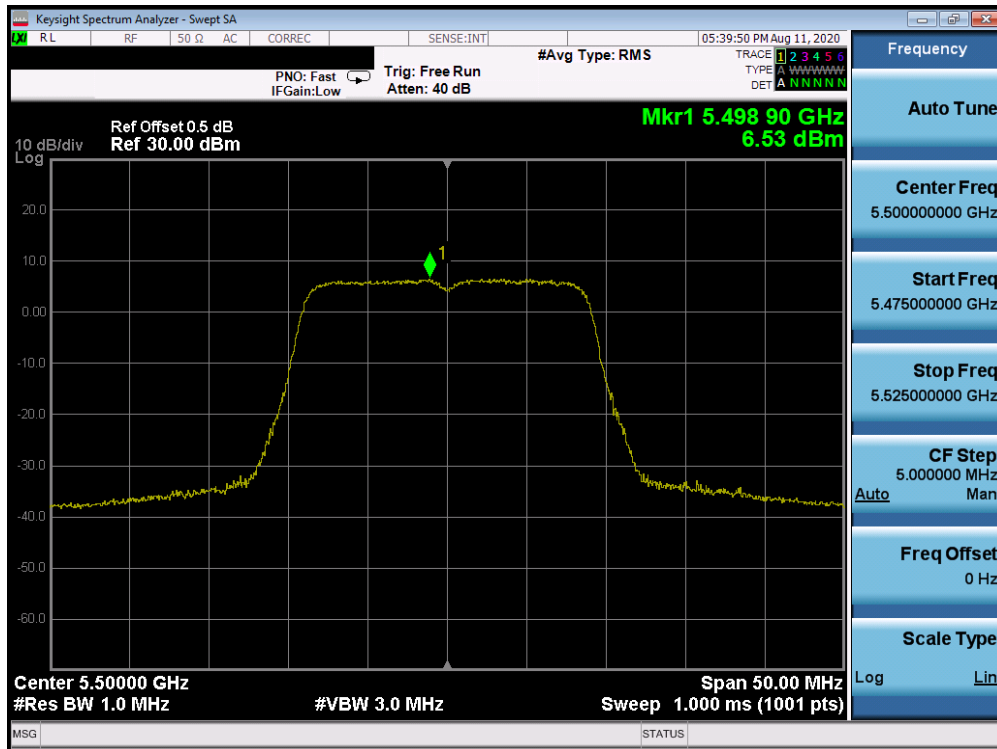 Keysight Spectrum Analyzer - Swept SA
LXI RL RF 50 Ω AC CORREC SENSE:INT 05:39:50 PM Aug 11, 2020
#Avg Type: RMS
TRACE 1 2 3 4 5 6
PNO: Fast Trig: Free Run TYPE A WWWWW
IFGain:Low Atten: 40 dB DET A N N N N N
Mkr1 5.498 90 GHz
6.53 dBm
Ref Offset 0.5 dB
10 dB/div Ref 30.00 dBm
Log
1
20.0
10.0
0.00
-10.0
-20.0
-30.0
-40.0
-50.0
-60.0
Center 5.50000 GHz Span 50.00 MHz
#Res BW 1.0 MHz #VBW 3.0 MHz Sweep 1.000 ms (1001 pts)
MSG STATUS
Frequency
Auto Tune
Center Freq
5.500000000 GHz
Start Freq
5.475000000 GHz
Stop Freq
5.525000000 GHz
CF Step
5.000000 MHz
Auto Man
Freq Offset
0 Hz
Scale Type
Log Lin